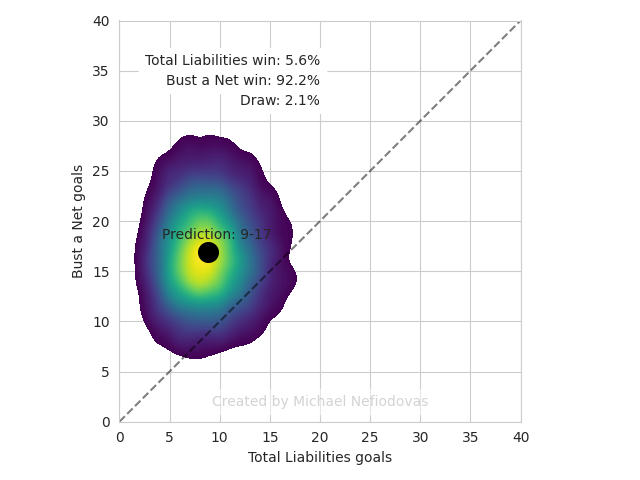 40
35
30
25
20
15
10
5
0
Bust a Net goals
Total Liabilities win: 5.6%
Bust a Net win: 92.2%
Draw: 2.1%
Prediction: 9-17
Created by Michael Nefiodovas
0 5 10 15 20 25 30 35 40
Total Liabilities goals